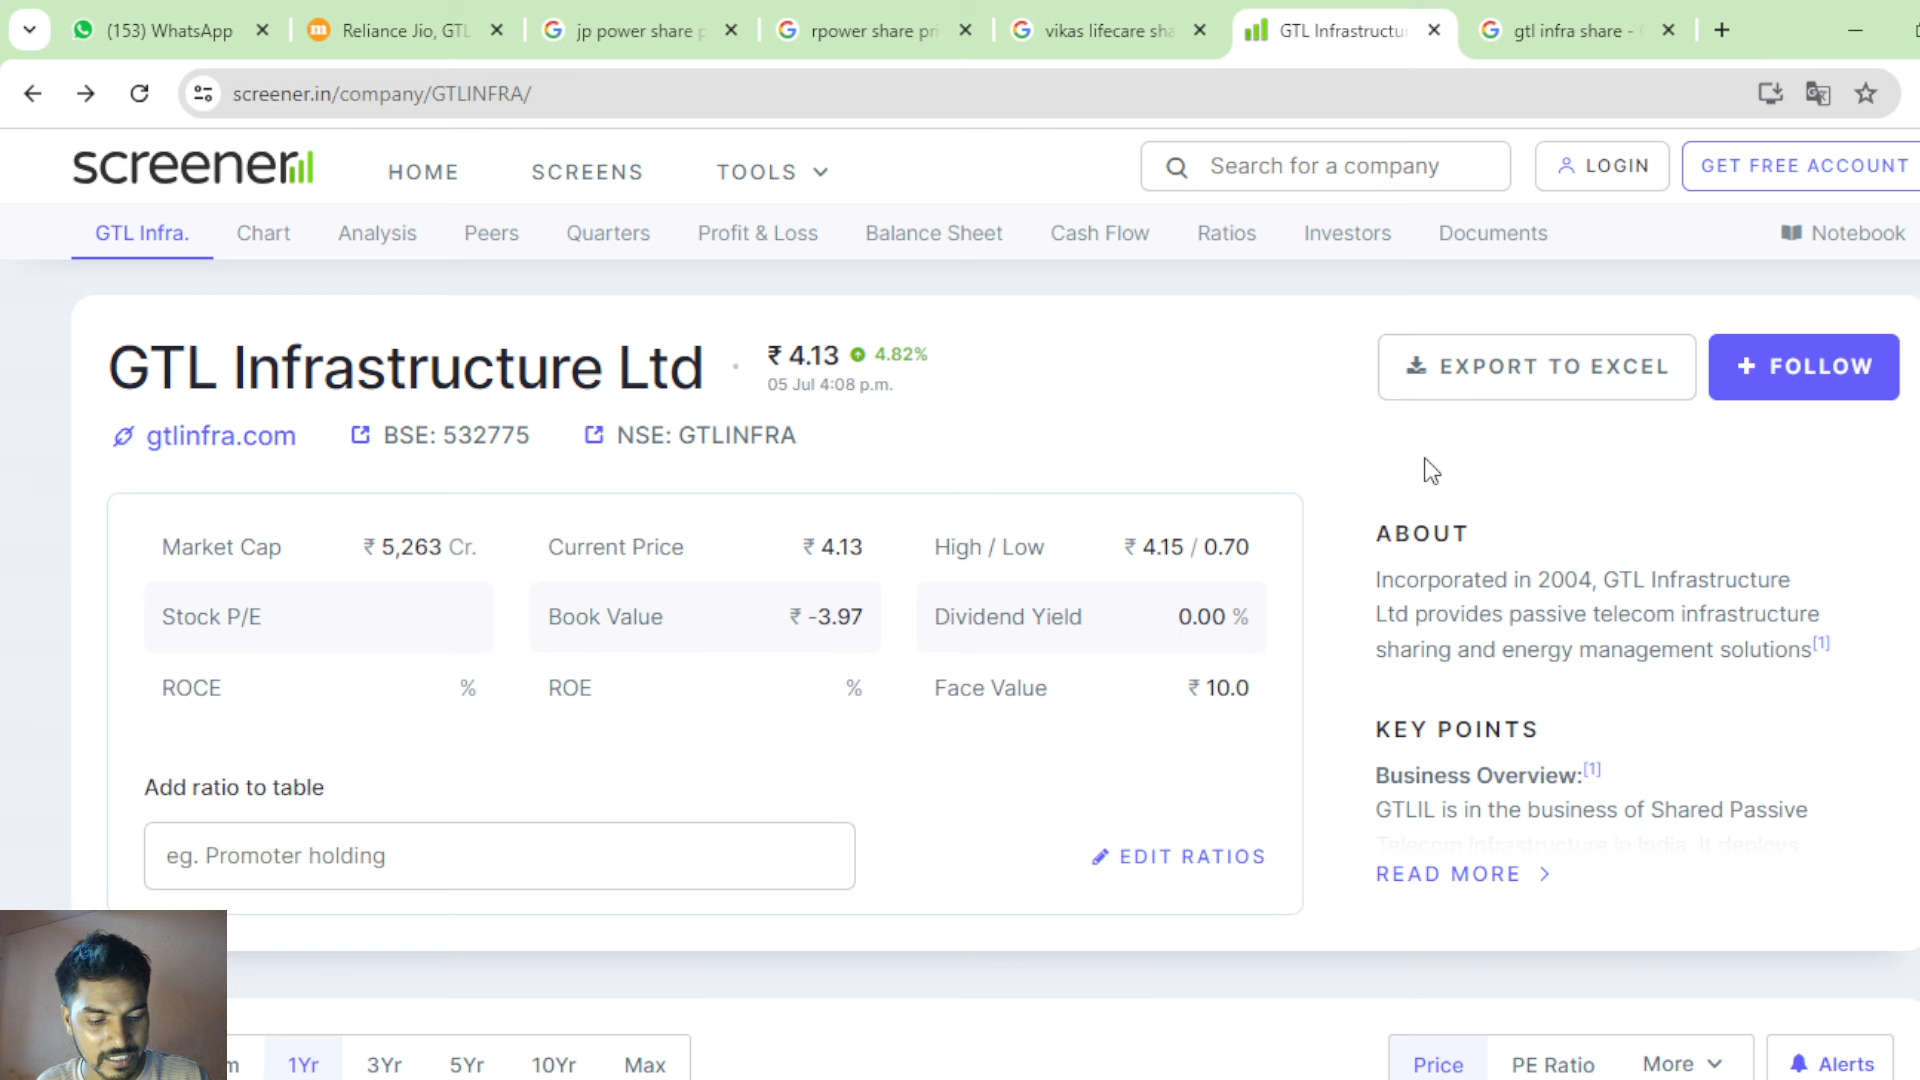 (153) WhatsApp
Reliance Jio, GTL
jp power share p
rpower share pri
vikas lifecare sha
GTL Infrastructu
gtl infra share -
screener.in/company/GTLINFRA/
screener
HOME
SCREENS
TOOLS
Search for a company
LOGIN
GET FREE ACCOUNT
GTL Infra.
Chart
Analysis
Peers
Quarters
Profit & Loss
Balance Sheet
Cash Flow
Ratios
Investors
Documents
Notebook
GTL Infrastructure Ltd
₹ 4.13 4.82%
05 Jul 4:08 p.m.
EXPORT TO EXCEL
+ FOLLOW
gtlinfra.com
BSE: 532775
NSE: GTLINFRA
Market Cap ₹ 5,263 Cr.
Current Price ₹ 4.13
High / Low ₹ 4.15 / 0.70
Stock P/E
Book Value ₹ -3.97
Dividend Yield 0.00 %
ROCE %
ROE %
Face Value ₹ 10.0
Add ratio to table
eg. Promoter holding
EDIT RATIOS
ABOUT
Incorporated in 2004, GTL Infrastructure
Ltd provides passive telecom infrastructure
sharing and energy management solutions[1]
KEY POINTS
Business Overview:[1]
GTLIL is in the business of Shared Passive
Telecom Infrastructure in India. It deploys
READ MORE
m
1Yr
3Yr
5Yr
10Yr
Max
Price
PE Ratio
More
Alerts